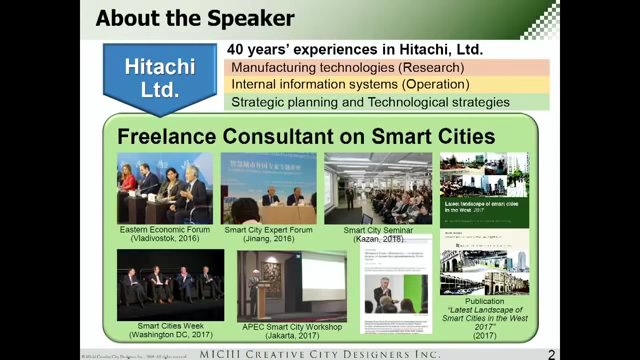 About the Speaker
Hitachi
Ltd.
40 years' experiences in Hitachi, Ltd.
Manufacturing technologies (Research)
Internal information systems (Operation)
Strategic planning and Technological strategies
Freelance Consultant on Smart Cities
Eastern Economic Forum
(Vladivostok, 2016)
Smart City Expert Forum
(Jinang, 2016)
Smart City Seminar
(Kazan, 2018)
Latest landscape of smart cities
in the West 2017
Smart Cities Week
(Washington DC, 2017)
APEC Smart City Workshop
(Jakarta, 2017)
Publication
"Latest Landscape of
Smart Cities in the West
2017"
(2017)
MICIII CREATIVE CITY DESIGNERS INC.
2